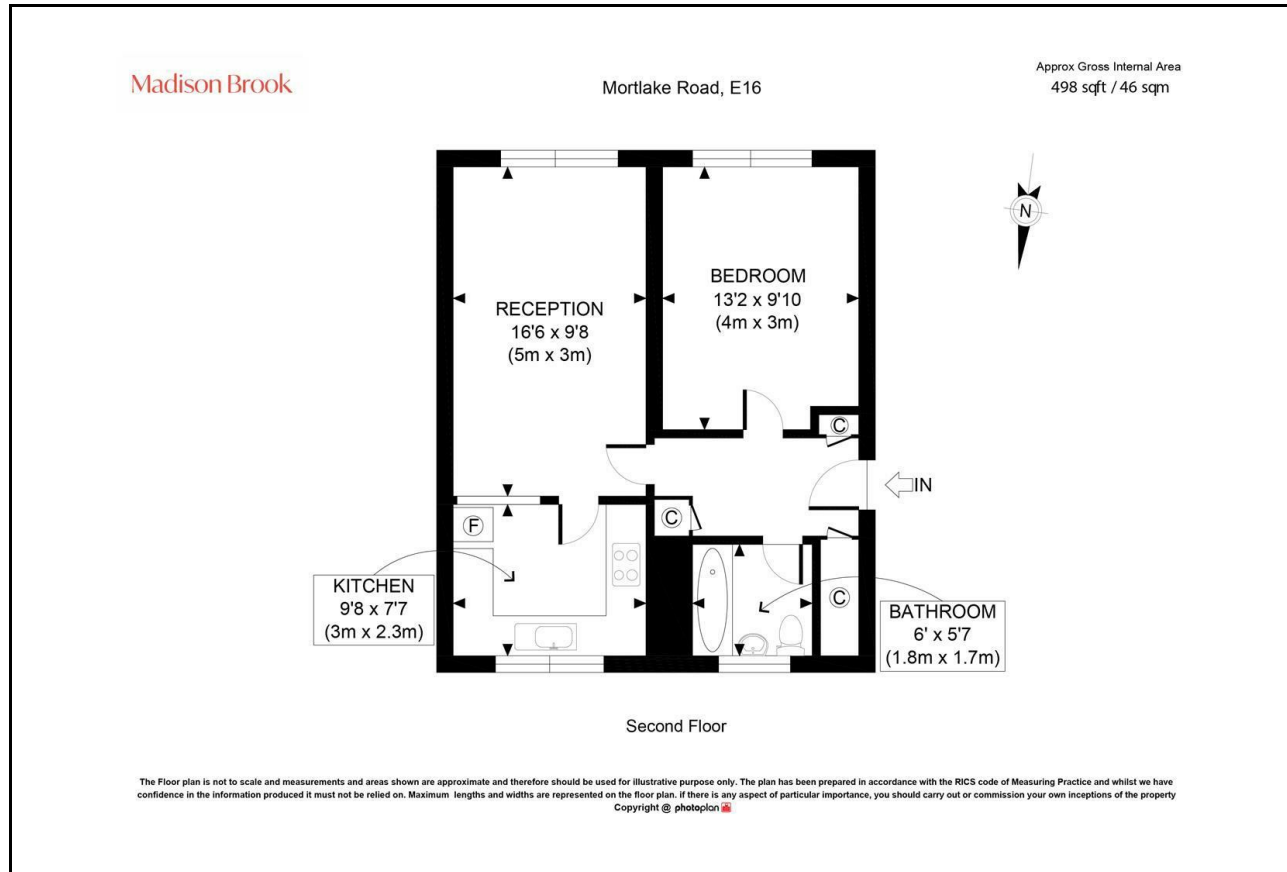 Madison Brook
Mortlake Road, E16
Approx Gross Internal Area
498 sqft / 46 sqm
N
RECEPTION
16'6 x 9'8
(5m x 3m)
BEDROOM
13'2 x 9'10
(4m x 3m)
C
IN
C
F
C
KITCHEN
9'8 x 7'7
(3m x 2.3m)
BATHROOM
6' x 5'7
(1.8m x 1.7m)
Second Floor
The Floor plan is not to scale and measurements and areas shown are approximate and therefore should be used for illustrative purpose only. The plan has been prepared in accordance with the RICS code of Measuring Practice and whilst we have
confidence in the information produced it must not be relied on. Maximum lengths and widths are represented on the floor plan. if there is any aspect of particular importance, you should carry out or commission your own inceptions of the property
Copyright @ photoplan